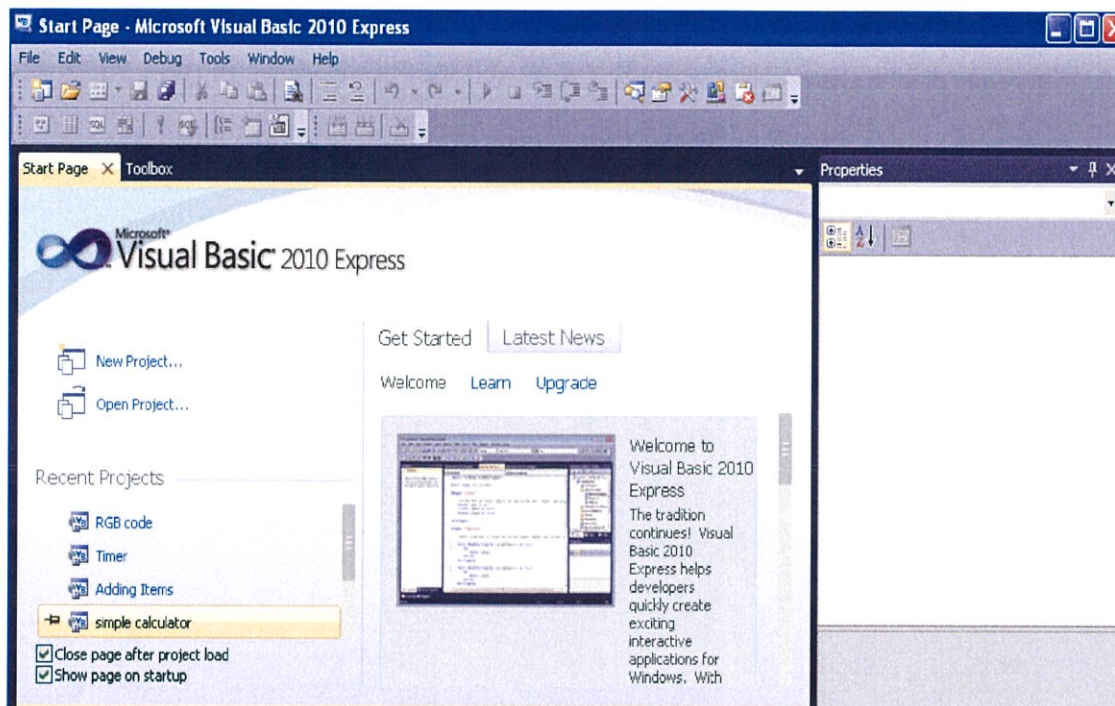 Start Page - Microsoft Visual Basic 2010 Express
File Edit View Debug Tools Window Help
Start Page X Toolbox
Properties
Microsoft®
Visual Basic® 2010 Express
New Project...
Open Project...
Recent Projects
RGB code
Timer
Adding Items
simple calculator
Close page after project load
Show page on startup
Get Started Latest News
Welcome Learn Upgrade
Welcome to
Visual Basic 2010
Express
The tradition
continues! Visual
Basic 2010
Express helps
developers
quickly create
exciting
interactive
applications for
Windows. With